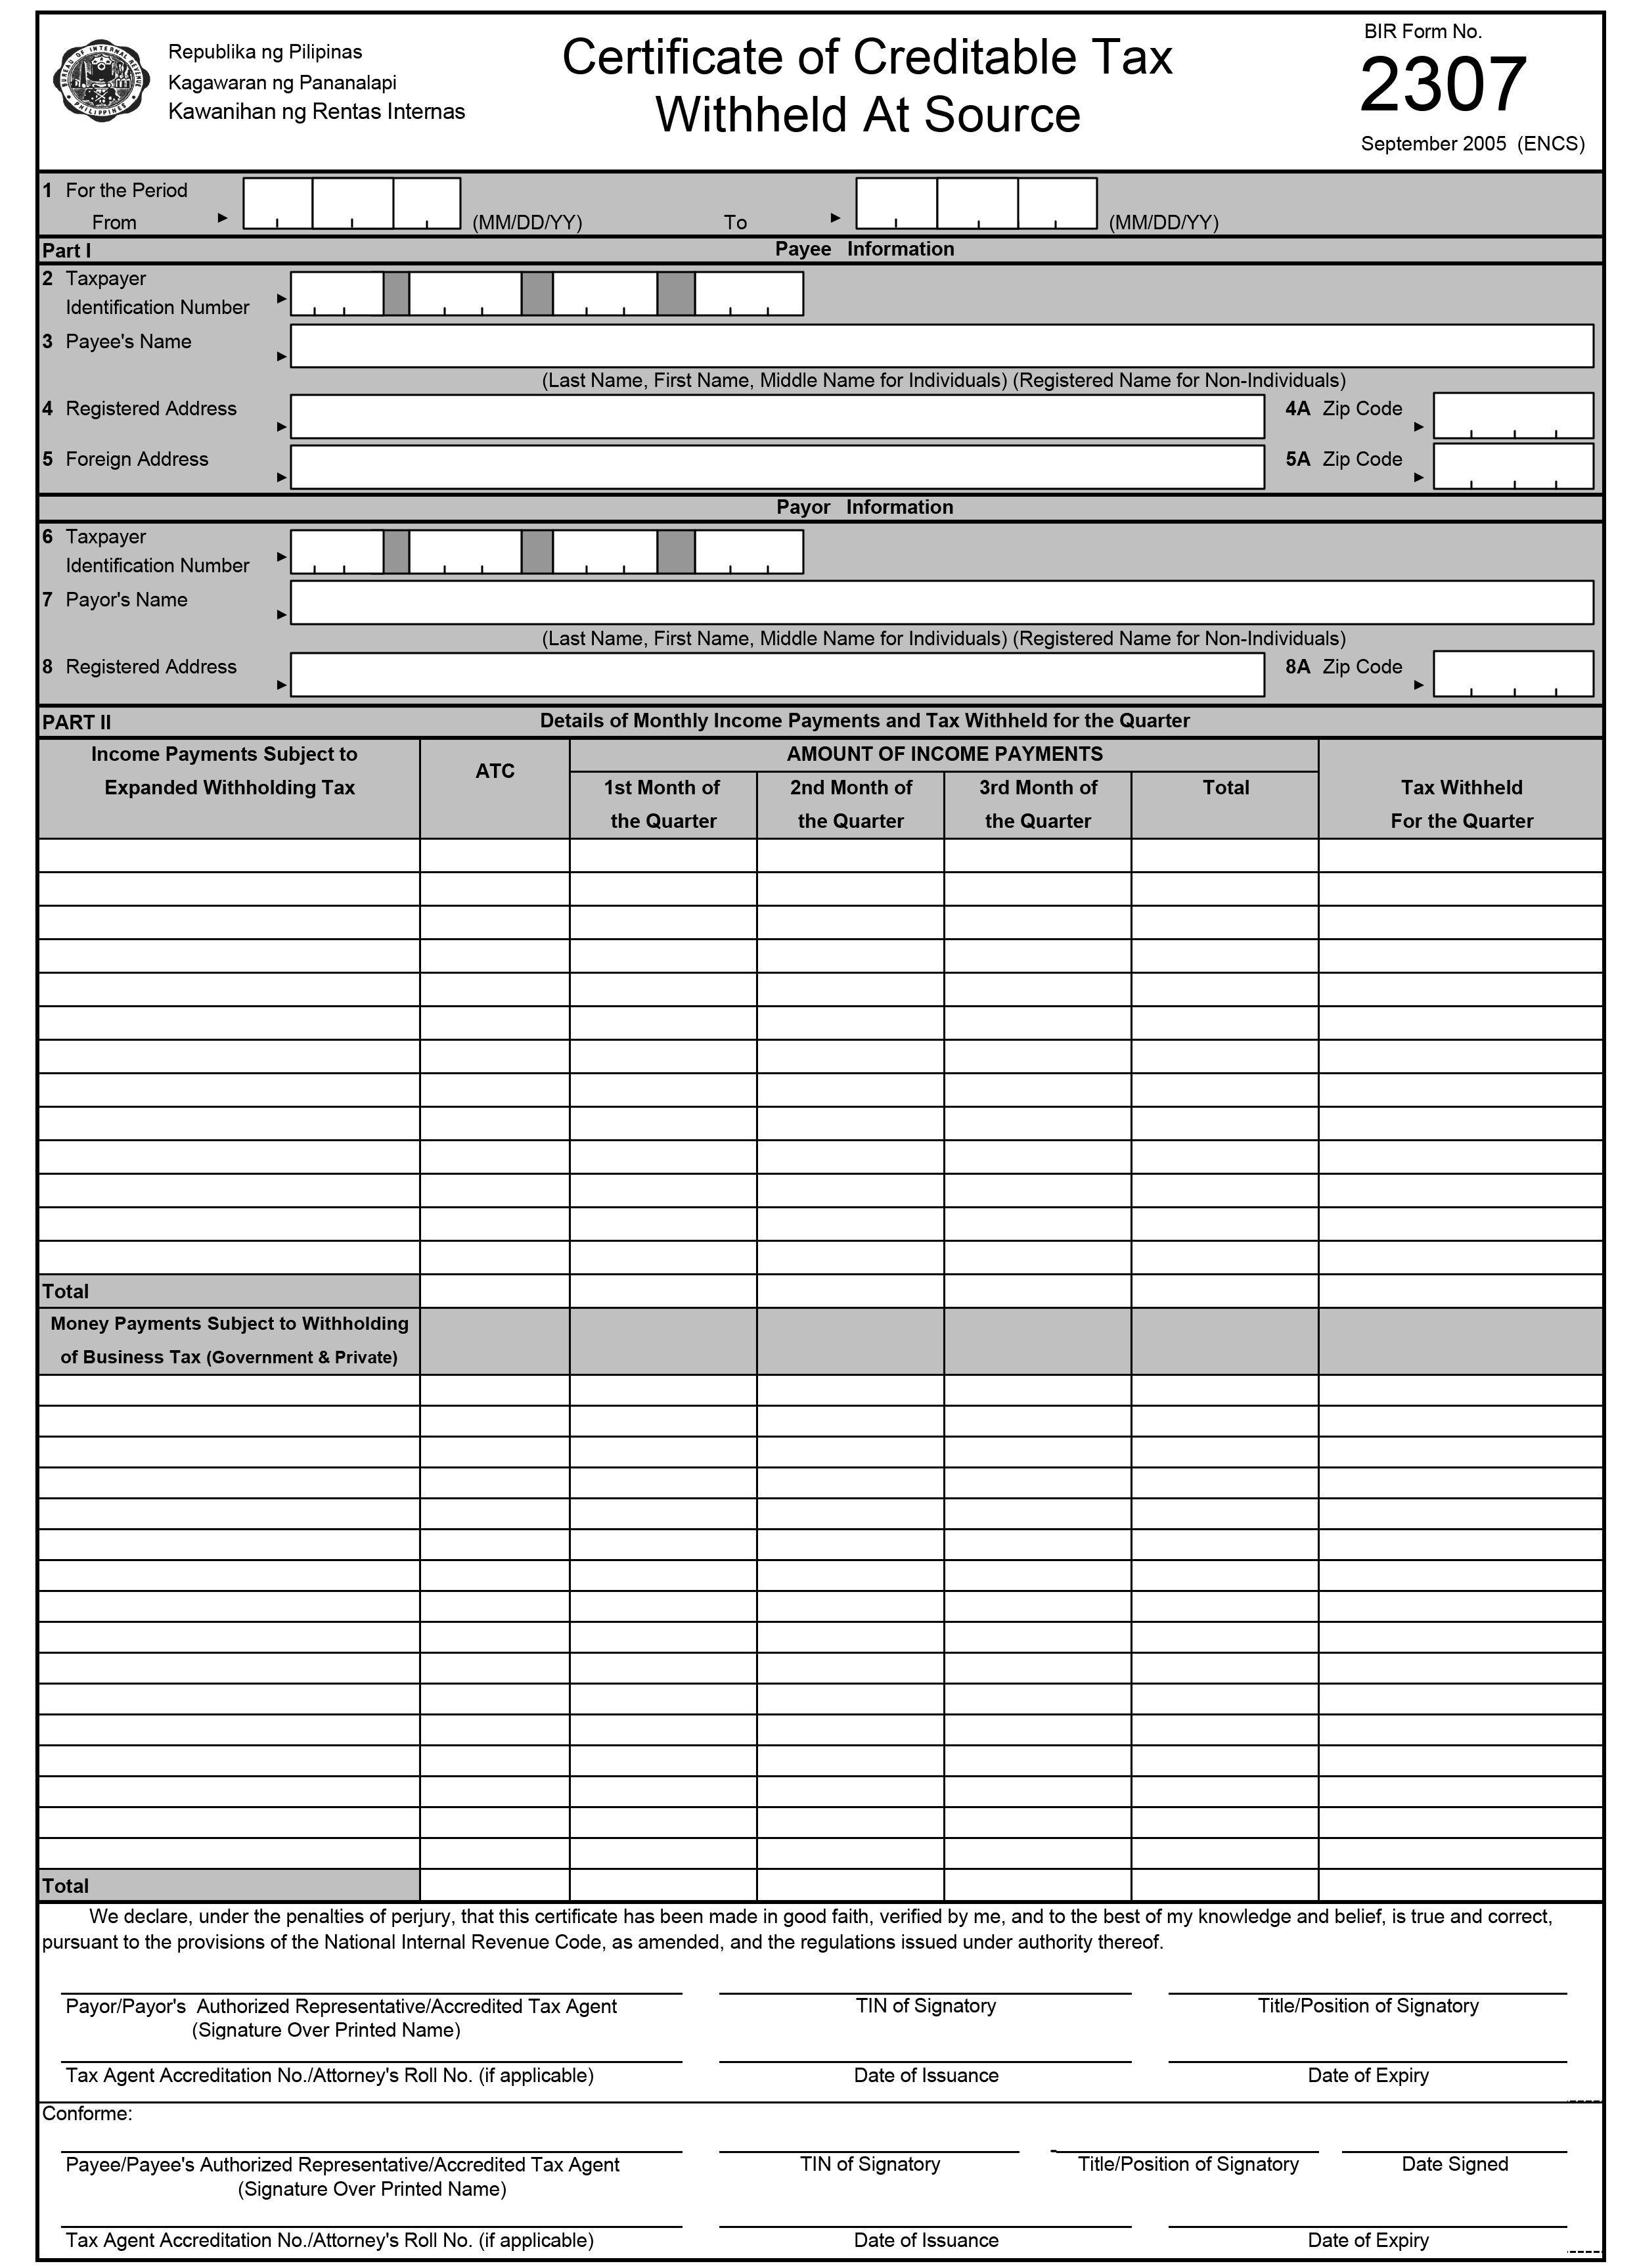 BUREAU OF INTERNAL REVENUE
PHILIPPINES
Republika ng Pilipinas
Kagawaran ng Pananalapi
Kawanihan ng Rentas Internas
Certificate of Creditable Tax
Withheld At Source
BIR Form No.
2307
September 2005 (ENCS)
1 For the Period
From (MM/DD/YY) To (MM/DD/YY)
Part I Payee Information
2 Taxpayer
Identification Number
3 Payee's Name
(Last Name, First Name, Middle Name for Individuals) (Registered Name for Non-Individuals)
4 Registered Address 4A Zip Code
5 Foreign Address 5A Zip Code
Payor Information
6 Taxpayer
Identification Number
7 Payor's Name
(Last Name, First Name, Middle Name for Individuals) (Registered Name for Non-Individuals)
8 Registered Address 8A Zip Code
PART II Details of Monthly Income Payments and Tax Withheld for the Quarter
Income Payments Subject to
Expanded Withholding Tax
ATC
AMOUNT OF INCOME PAYMENTS
1st Month of
the Quarter
2nd Month of
the Quarter
3rd Month of
the Quarter
Total
Tax Withheld
For the Quarter
Total
Money Payments Subject to Withholding
of Business Tax (Government & Private)
Total
We declare, under the penalties of perjury, that this certificate has been made in good faith, verified by me, and to the best of my knowledge and belief, is true and correct,
pursuant to the provisions of the National Internal Revenue Code, as amended, and the regulations issued under authority thereof.
Payor/Payor's Authorized Representative/Accredited Tax Agent TIN of Signatory Title/Position of Signatory
(Signature Over Printed Name)
Tax Agent Accreditation No./Attorney's Roll No. (if applicable) Date of Issuance Date of Expiry
Conforme:
Payee/Payee's Authorized Representative/Accredited Tax Agent TIN of Signatory Title/Position of Signatory Date Signed
(Signature Over Printed Name)
Tax Agent Accreditation No./Attorney's Roll No. (if applicable) Date of Issuance Date of Expiry